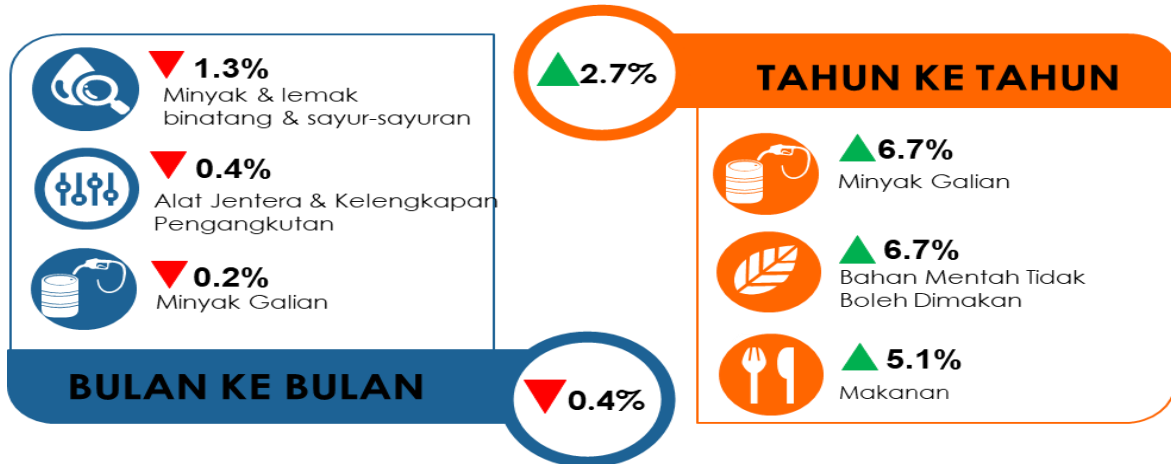 ▼ 1.3%
Minyak & lemak
binatang & sayur-sayuran
▼ 0.4%
Alat Jentera & Kelengkapan
Pengangkutan
▼ 0.2%
Minyak Galian
BULAN KE BULAN
▼ 0.4%
▲ 2.7%
TAHUN KE TAHUN
▲ 6.7%
Minyak Galian
▲ 6.7%
Bahan Mentah Tidak
Boleh Dimakan
▲ 5.1%
Makanan